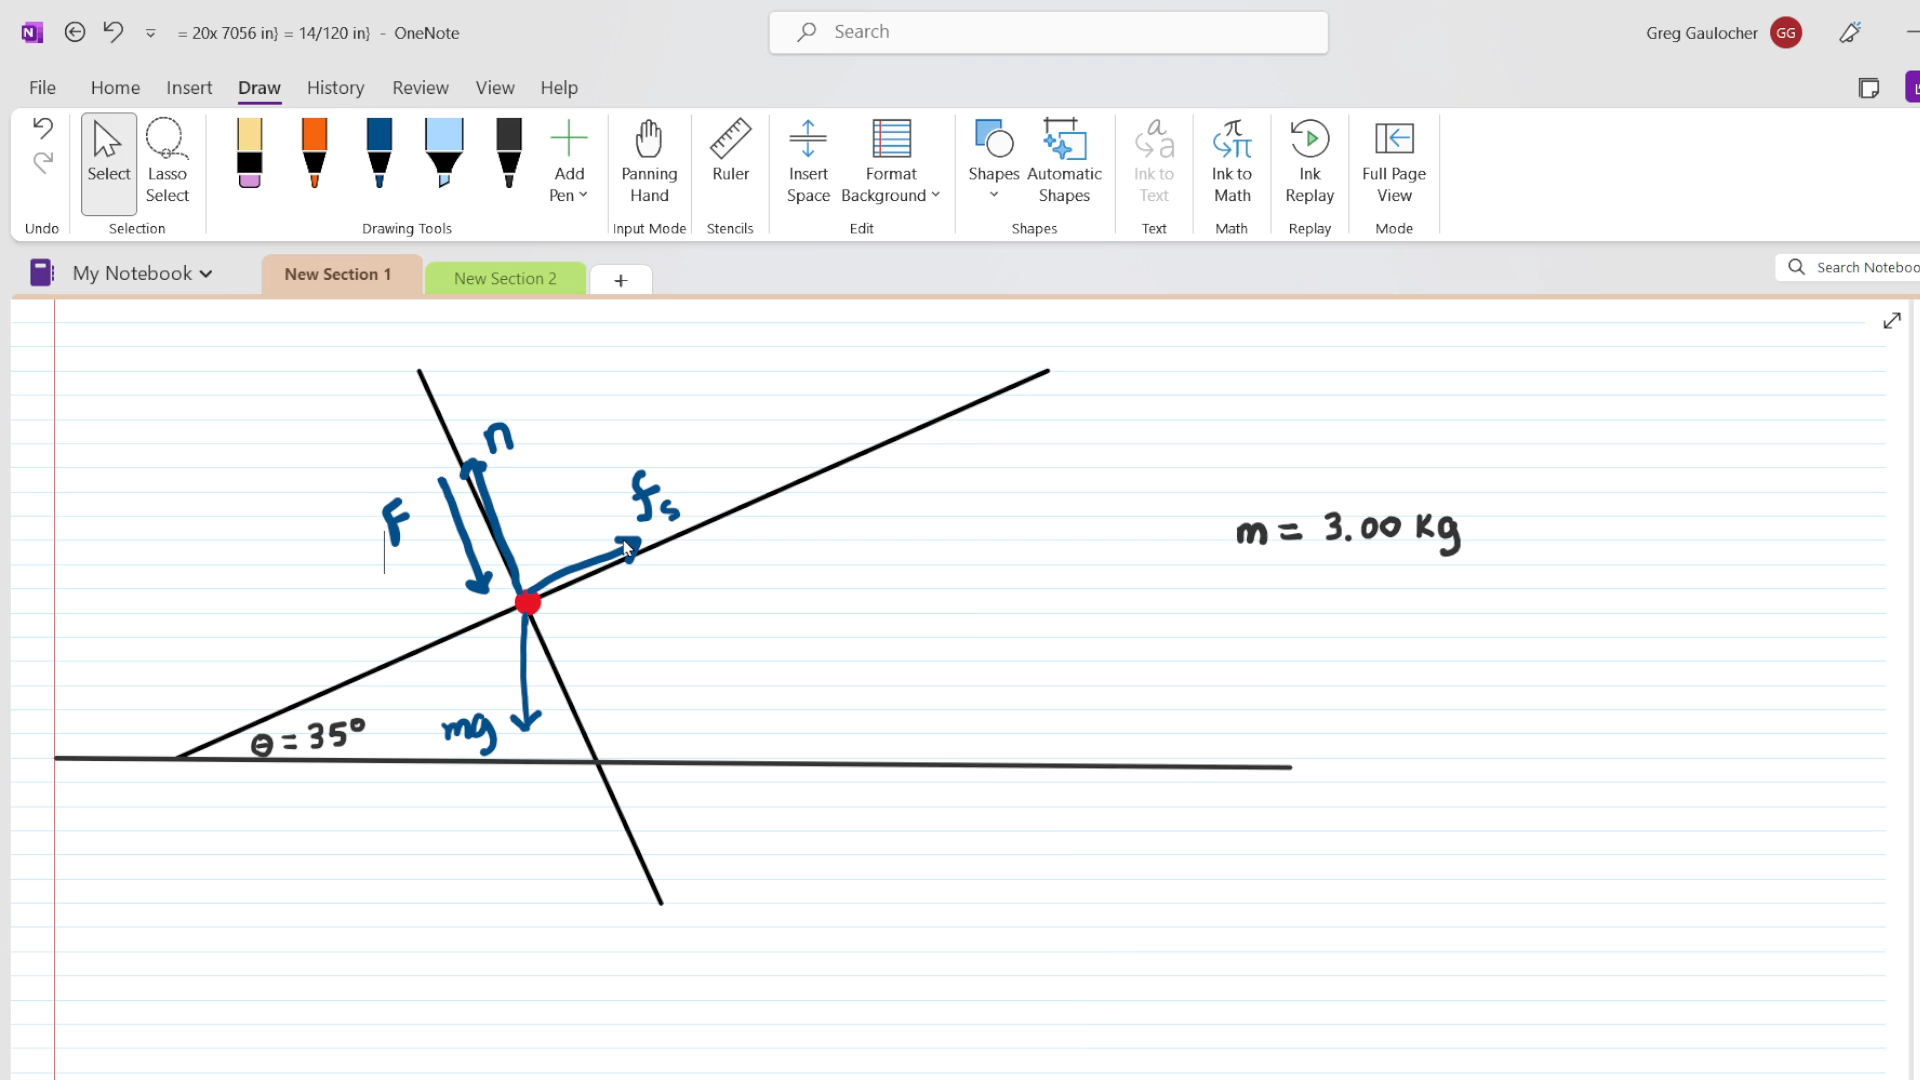 = 20x 7056 in} = 14/120 in} - OneNote
Search
Greg Gaulocher
GG
File Home Insert Draw History Review View Help
Select
Lasso Select
Add Pen
Panning Hand
Ruler
Insert Space
Format Background
Shapes
Automatic Shapes
Ink to Text
Ink to Math
Ink Replay
Full Page View
Undo Selection Drawing Tools Input Mode Stencils Edit Shapes Text Math Replay Mode
My Notebook
New Section 1
New Section 2
+
Search Noteboo
n
F
fs
m = 3.00 Kg
θ = 35°
mg